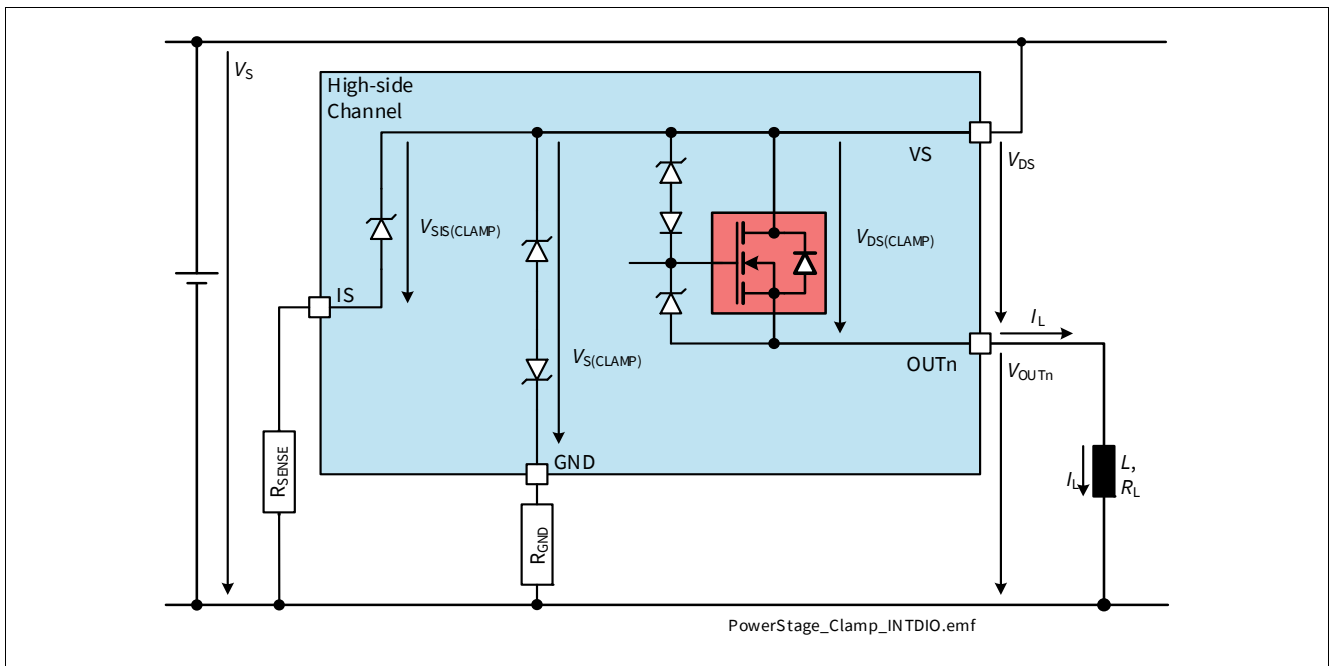 VS
High-side
Channel
VS
VDS
VSIS(CLAMP)
VDS(CLAMP)
IS
IL
VS(CLAMP)
OUTn
VOUTn
GND
RSENSE
L,
IL
RL
RGND
PowerStage_Clamp_INTDIO.emf